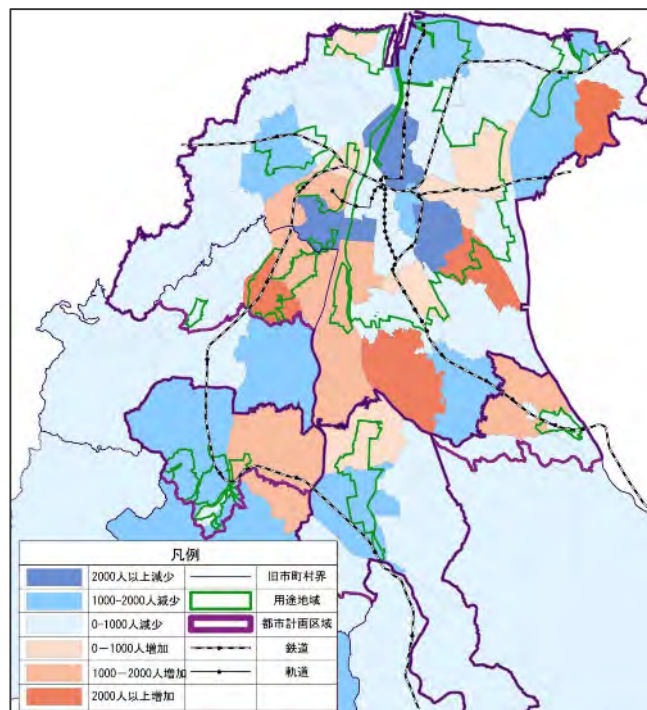 凡例
2000人以上減少 旧市町村界
1000-2000人減少 用途地域
0-1000人減少 都市計画区域
0－1000人増加 鉄道
1000－2000人増加 軌道
2000人以上増加